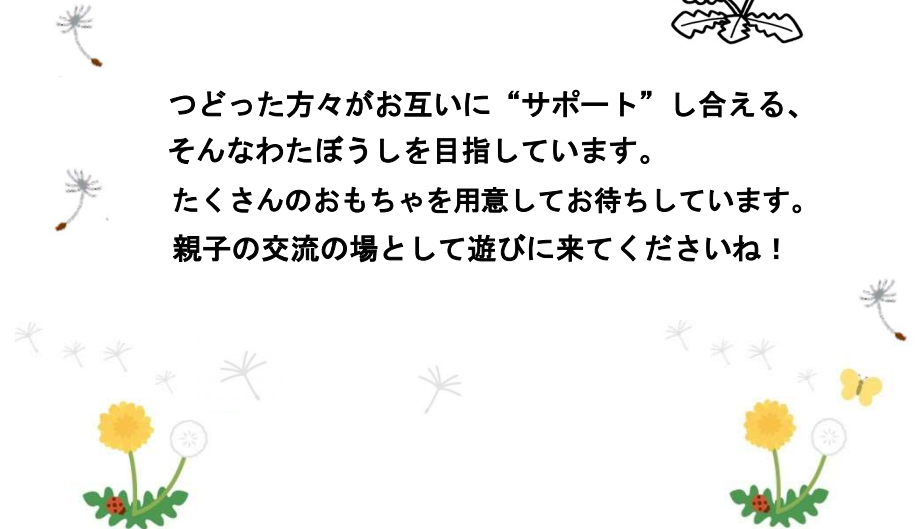 つどった方々がお互いに“サポート”し合える、
そんなわたぼうしを目指しています。
たくさんのおもちゃを用意してお待ちしています。
親子の交流の場として遊びに来てくださいね！